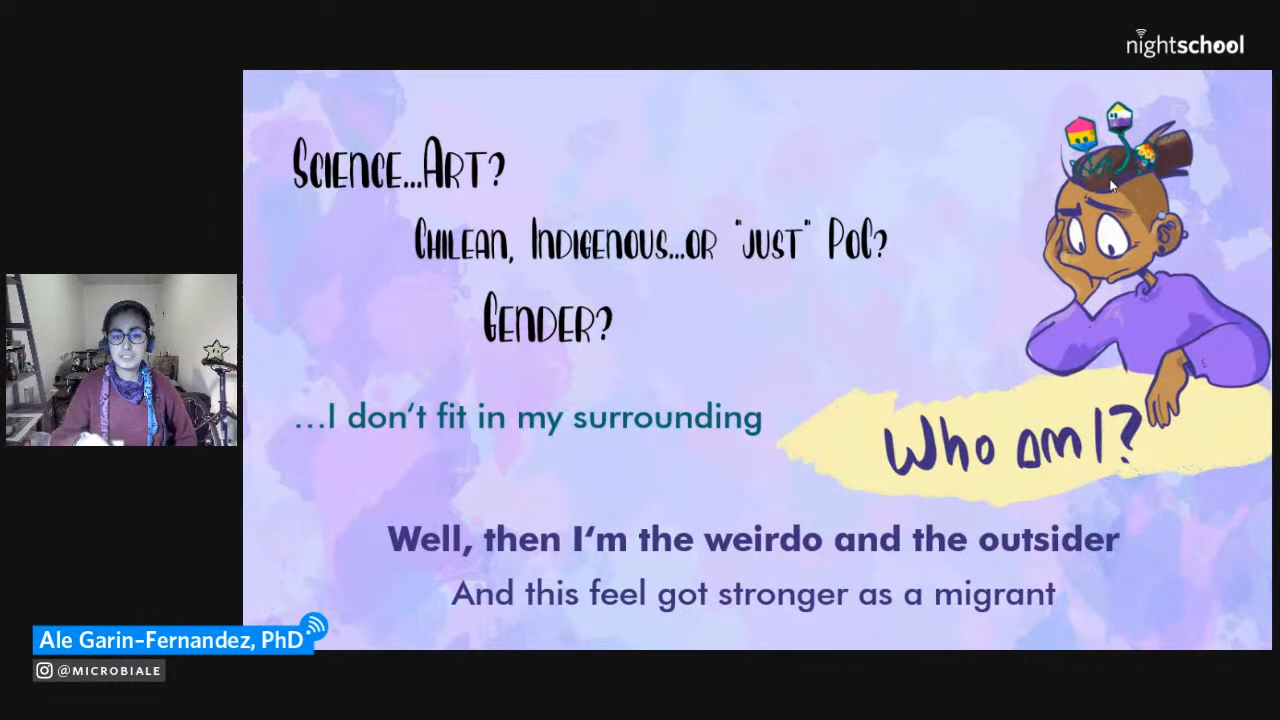 nightschool
Science...Art?
Chilean, Indigenous...or "just" PoC?
Gender?
...I don't fit in my surrounding
Who am I?
Well, then I'm the weirdo and the outsider
And this feel got stronger as a migrant
Ale Garin-Fernandez, PhD
@MICROBIALE